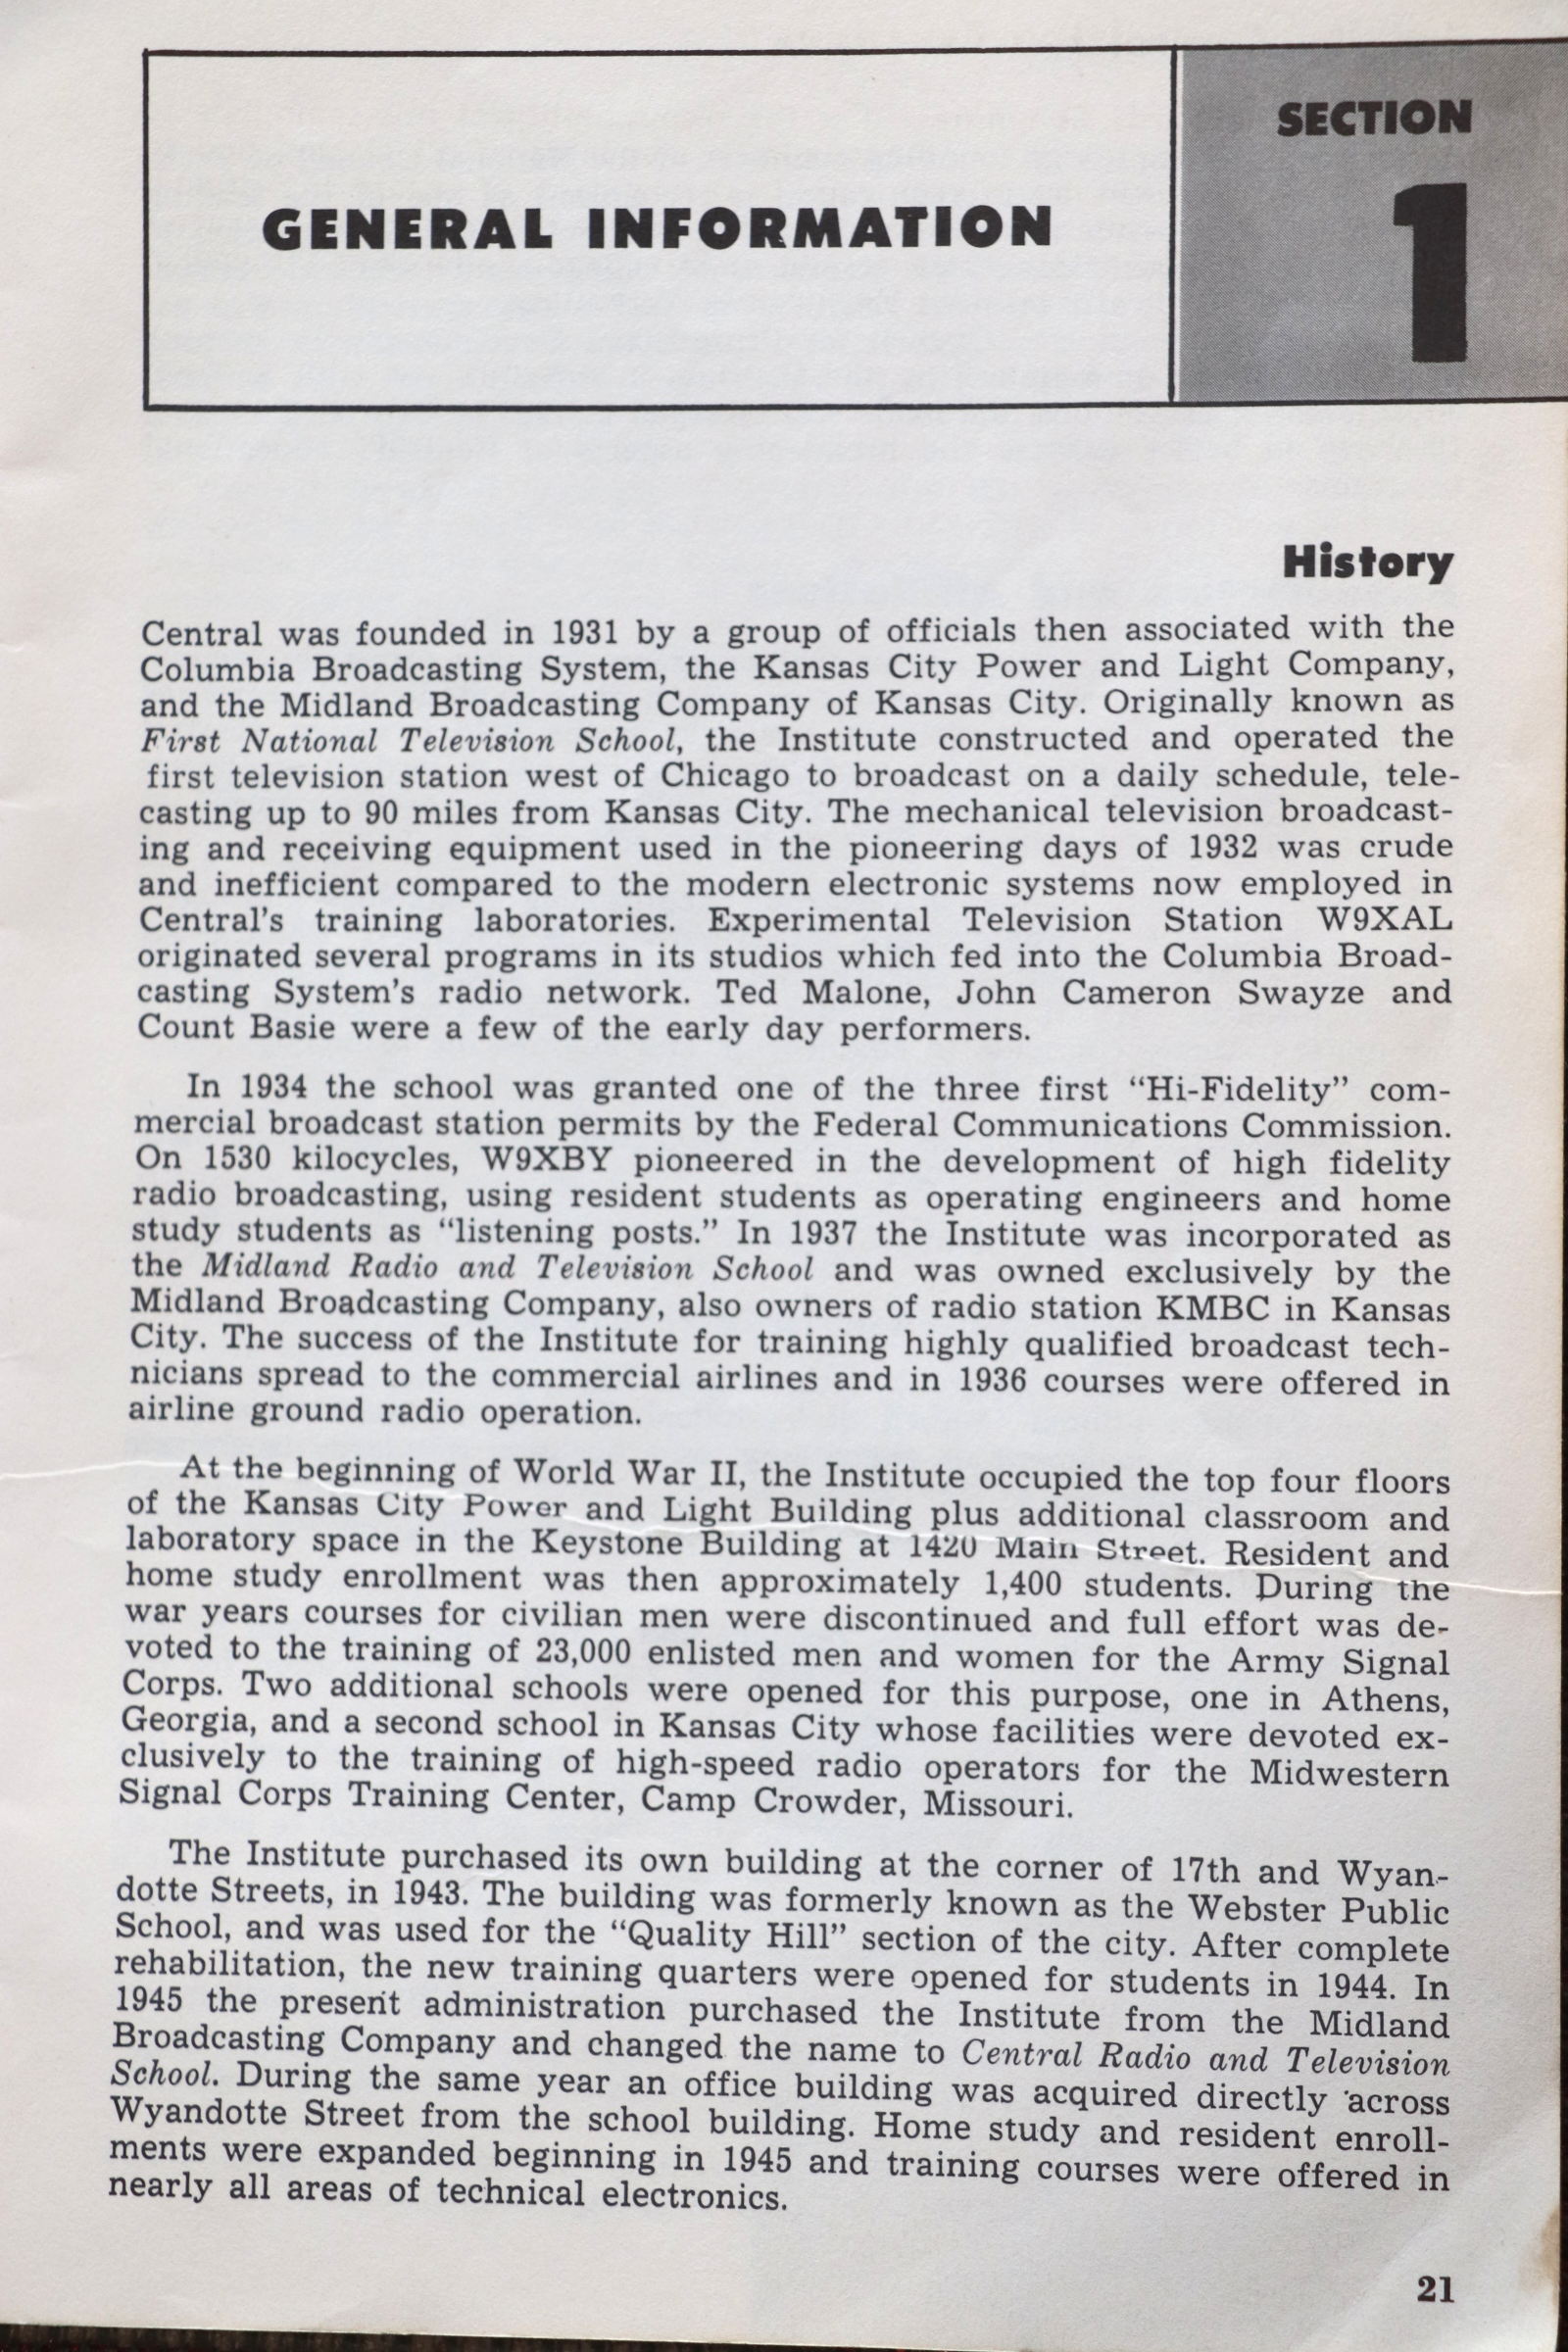 GENERAL INFORMATION
SECTION
1
History
Central was founded in 1931 by a group of officials then associated with the
Columbia Broadcasting System, the Kansas City Power and Light Company,
and the Midland Broadcasting Company of Kansas City. Originally known as
First National Television School, the Institute constructed and operated the
first television station west of Chicago to broadcast on a daily schedule, tele-
casting up to 90 miles from Kansas City. The mechanical television broadcast-
ing and receiving equipment used in the pioneering days of 1932 was crude
and inefficient compared to the modern electronic systems now employed in
Central's training laboratories. Experimental Television Station W9XAL
originated several programs in its studios which fed into the Columbia Broad-
casting System's radio network. Ted Malone, John Cameron Swayze and
Count Basie were a few of the early day performers.
In 1934 the school was granted one of the three first “Hi-Fidelity” com-
mercial broadcast station permits by the Federal Communications Commission.
On 1530 kilocycles, W9XBY pioneered in the development of high fidelity
radio broadcasting, using resident students as operating engineers and home
study students as “listening posts.” In 1937 the Institute was incorporated as
the Midland Radio and Television School and was owned exclusively by the
Midland Broadcasting Company, also owners of radio station KMBC in Kansas
City. The success of the Institute for training highly qualified broadcast tech-
nicians spread to the commercial airlines and in 1936 courses were offered in
airline ground radio operation.
At the beginning of World War II, the Institute occupied the top four floors
of the Kansas City Power and Light Building plus additional classroom and
laboratory space in the Keystone Building at 1420 Main Street. Resident and
home study enrollment was then approximately 1,400 students. During the
war years courses for civilian men were discontinued and full effort was de-
voted to the training of 23,000 enlisted men and women for the Army Signal
Corps. Two additional schools were opened for this purpose, one in Athens,
Georgia, and a second school in Kansas City whose facilities were devoted ex-
clusively to the training of high-speed radio operators for the Midwestern
Signal Corps Training Center, Camp Crowder, Missouri.
The Institute purchased its own building at the corner of 17th and Wyan-
dotte Streets, in 1943. The building was formerly known as the Webster Public
School, and was used for the “Quality Hill” section of the city. After complete
rehabilitation, the new training quarters were opened for students in 1944. In
1945 the present administration purchased the Institute from the Midland
Broadcasting Company and changed the name to Central Radio and Television
School. During the same year an office building was acquired directly across
Wyandotte Street from the school building. Home study and resident enroll-
ments were expanded beginning in 1945 and training courses were offered in
nearly all areas of technical electronics.
21